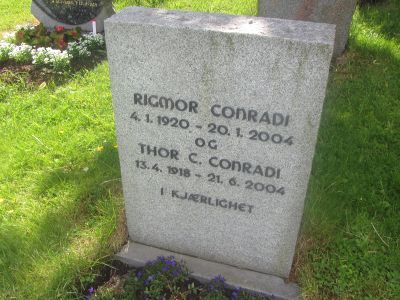 RIGMOR CONRADI
4.1.1920 - 20.1.2004
OG
THOR C. CONRADI
13.4.1918 - 21.6.2004
I KJÆRLIGHET